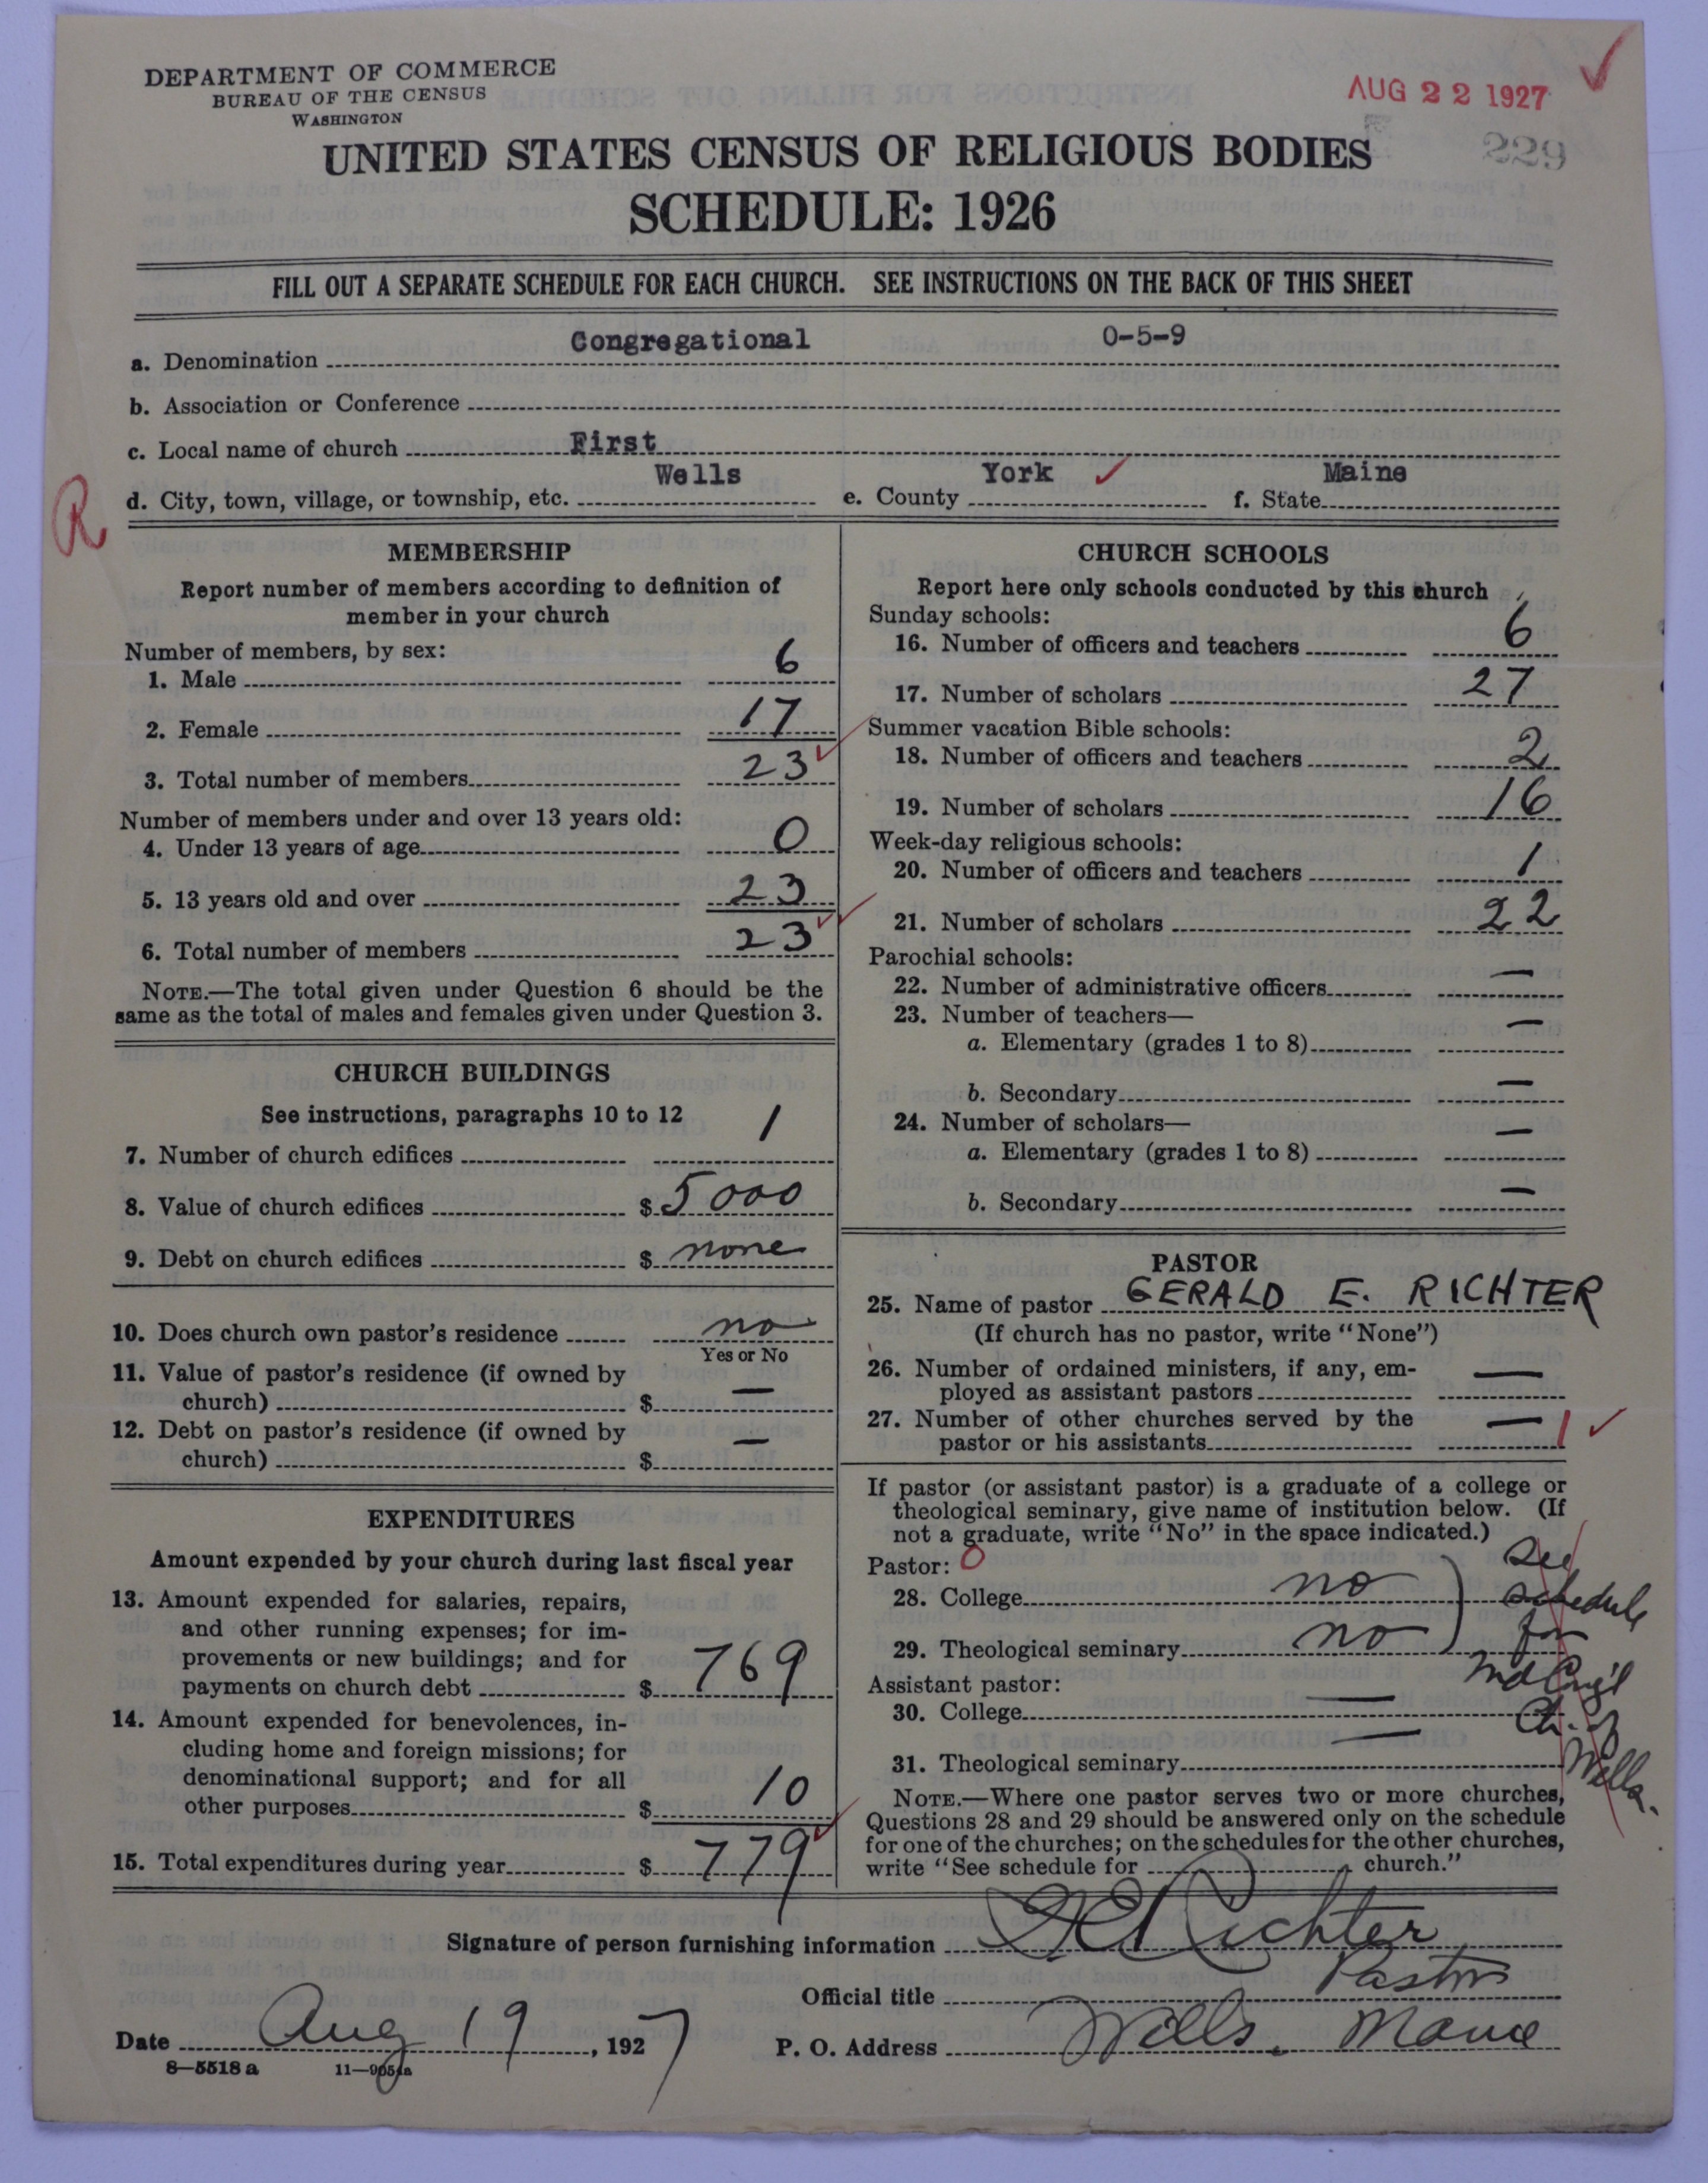 DEPARTMENT OF COMMERCE
BUREAU OF THE CENSUS
WASHINGTON
AUG 22 1927
229
UNITED STATES CENSUS OF RELIGIOUS BODIES
SCHEDULE: 1926
FILL OUT A SEPARATE SCHEDULE FOR EACH CHURCH. SEE INSTRUCTIONS ON THE BACK OF THIS SHEET
a. Denomination Congregational 0-5-9
b. Association or Conference
c. Local name of church First
d. City, town, village, or township, etc. Wells e. County York ✓ f. State Maine
R
MEMBERSHIP
Report number of members according to definition of
member in your church
Number of members, by sex:
1. Male 6
2. Female 17
3. Total number of members 23 ✓
Number of members under and over 13 years old:
4. Under 13 years of age 0
5. 13 years old and over 23
6. Total number of members 23 ✓
NOTE.—The total given under Question 6 should be the
same as the total of males and females given under Question 3.
CHURCH BUILDINGS
See instructions, paragraphs 10 to 12
7. Number of church edifices 1
8. Value of church edifices $ 5000
9. Debt on church edifices $ none
10. Does church own pastor's residence no
Yes or No
11. Value of pastor's residence (if owned by
church) $ —
12. Debt on pastor's residence (if owned by
church) $ —
EXPENDITURES
Amount expended by your church during last fiscal year
13. Amount expended for salaries, repairs,
and other running expenses; for im-
provements or new buildings; and for
payments on church debt $ 769
14. Amount expended for benevolences, in-
cluding home and foreign missions; for
denominational support; and for all
other purposes $ 10
15. Total expenditures during year $ 779 ✓
CHURCH SCHOOLS
Report here only schools conducted by this church
Sunday schools:
16. Number of officers and teachers 6
17. Number of scholars 27
Summer vacation Bible schools:
18. Number of officers and teachers 2
19. Number of scholars 16
Week-day religious schools:
20. Number of officers and teachers 1
21. Number of scholars 22
Parochial schools:
22. Number of administrative officers —
23. Number of teachers— —
a. Elementary (grades 1 to 8)
b. Secondary —
24. Number of scholars— —
a. Elementary (grades 1 to 8)
b. Secondary —
PASTOR
25. Name of pastor GERALD E. RICHTER
(If church has no pastor, write "None")
26. Number of ordained ministers, if any, em-
ployed as assistant pastors —
27. Number of other churches served by the
pastor or his assistants — 1 ✓
If pastor (or assistant pastor) is a graduate of a college or
theological seminary, give name of institution below. (If
not a graduate, write "No" in the space indicated.)
Pastor: 0
28. College no
29. Theological seminary no
See
schedule
for
2nd Cong'l
Ch. of
Wells.
Assistant pastor:
30. College —
31. Theological seminary —
NOTE.—Where one pastor serves two or more churches,
Questions 28 and 29 should be answered only on the schedule
for one of the churches; on the schedules for the other churches,
write "See schedule for church."
Signature of person furnishing information G E Richter
Official title Pastor
Date Aug 19, 1927 P. O. Address Wells. Maine
8—5518a 11—9051a